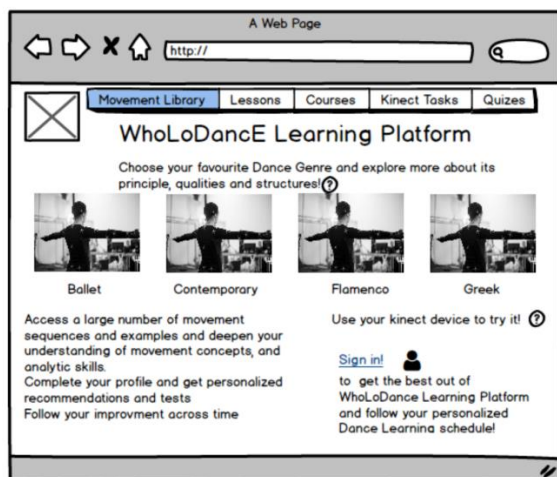 A Web Page
http://
Movement Library Lessons Courses Kinect Tasks Quizes
WhoLoDancE Learning Platform
Choose your favourite Dance Genre and explore more about its
principle, qualities and structures! ?
Ballet Contemporary Flamenco Greek
Access a large number of movement
sequences and examples and deepen your
understanding of movement concepts, and
analytic skills.
Complete your profile and get personalized
recommendations and tests
Follow your improvment across time
Use your kinect device to try it! ?
Sign in!
to get the best out of
WhoLoDance Learning Platform
and follow your personalized
Dance Learning schedule!